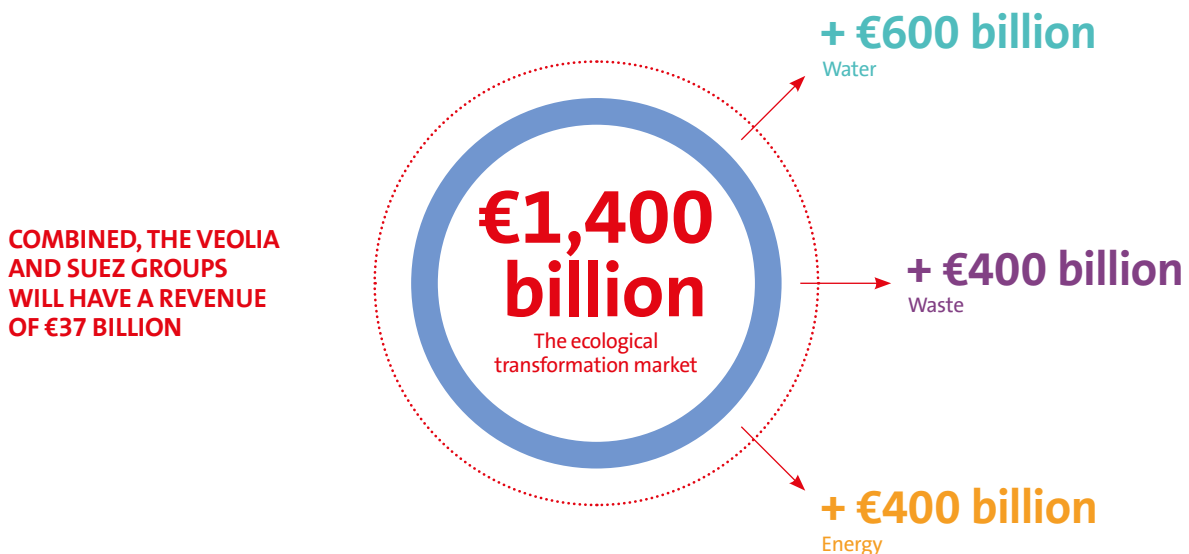 COMBINED, THE VEOLIA
AND SUEZ GROUPS
WILL HAVE A REVENUE
OF €37 BILLION
€1,400
billion
The ecological
transformation market
+ €600 billion
Water
+ €400 billion
Waste
+ €400 billion
Energy